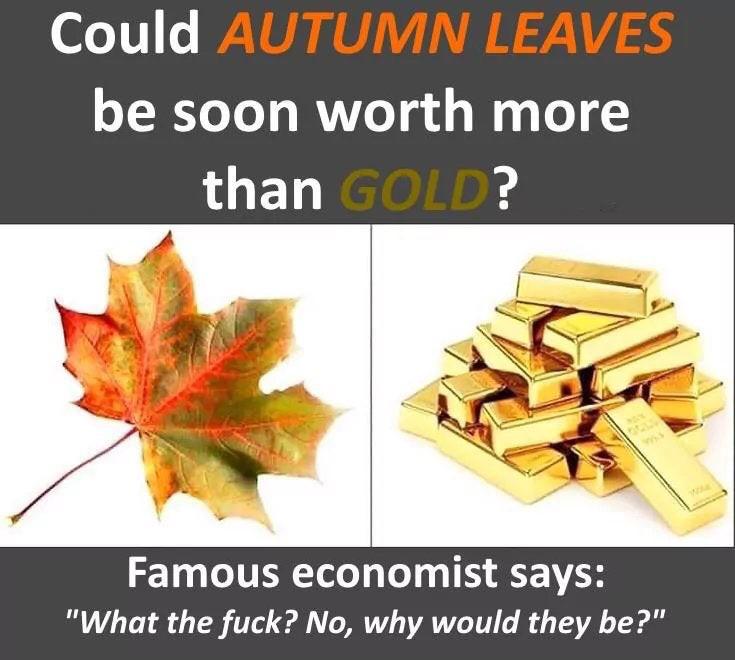 Could AUTUMN LEAVES
be soon worth more
than GOLD?
Famous economist says:
"What the fuck? No, why would they be?"